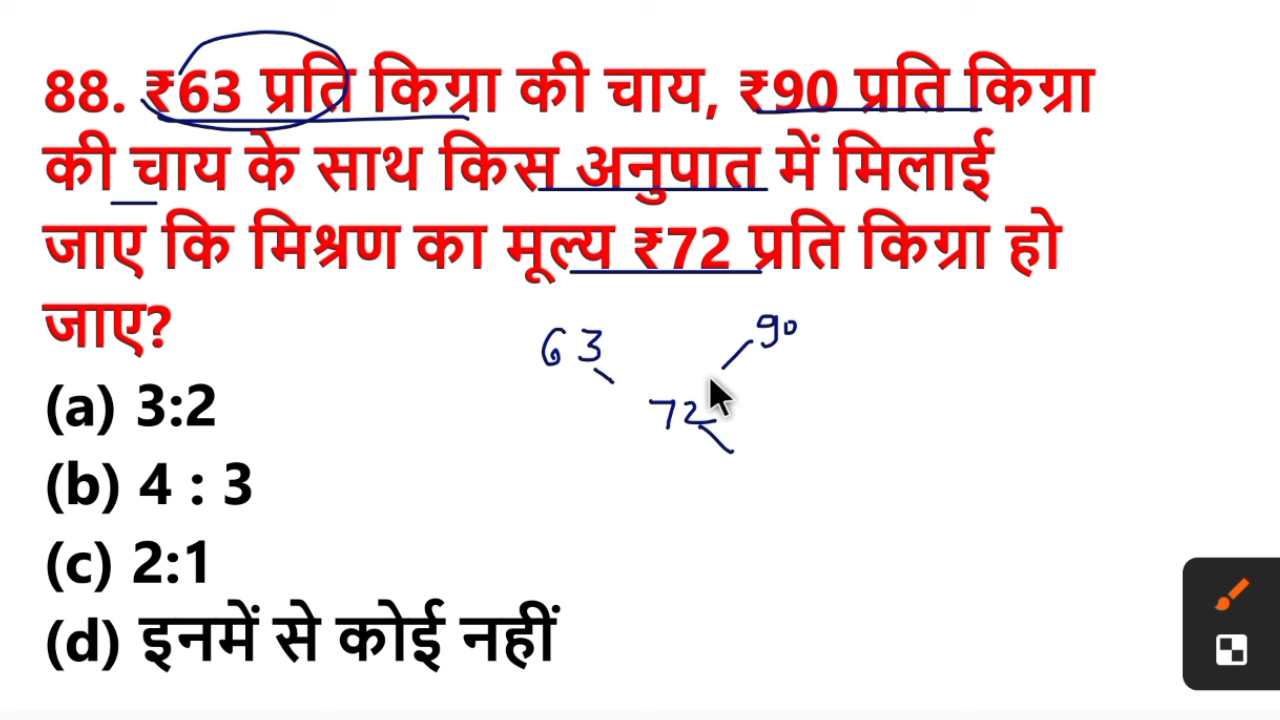 88. ₹63 प्रति किग्रा की चाय, ₹90 प्रति किग्रा
की चाय के साथ किस अनुपात में मिलाई
जाए कि मिश्रण का मूल्य ₹72 प्रति किग्रा हो
जाए?
63 90
72
(a) 3:2
(b) 4 : 3
(c) 2:1
(d) इनमें से कोई नहीं